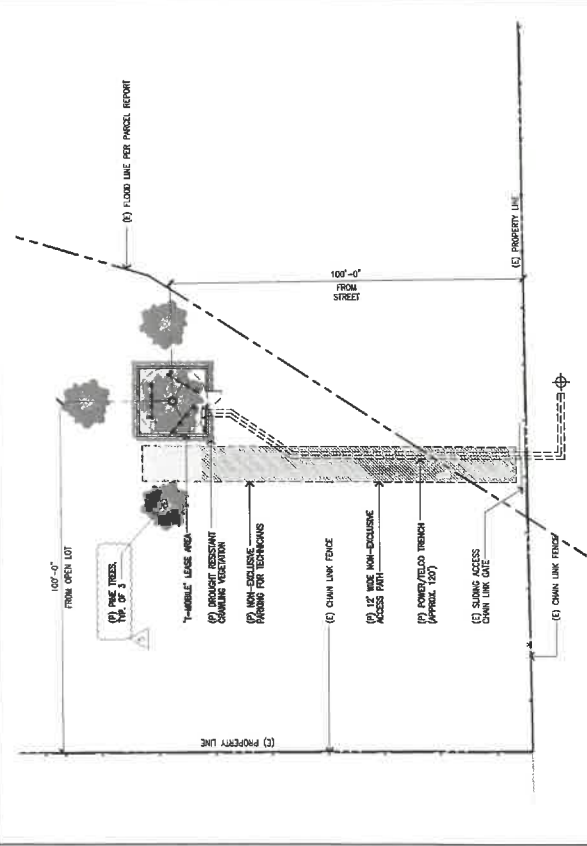 (E) FLOOD LINE PER PARCEL REPORT
(E) PROPERTY LINE
100'-0"
FROM
STREET
100'-0"
FROM OPEN LOT
(P) PINE TREES,
TYP. OF 3
"T-MOBILE" LEASE AREA
(P) DROUGHT RESISTANT
CRAWLING VEGETATION
(P) NON-EXCLUSIVE
PARKING FOR TECHNICIANS
(E) CHAIN LINK FENCE
(P) 12' WIDE NON-EXCLUSIVE
ACCESS PATH
(P) POWER/TELCO TRENCH
(APPROX. 120')
(E) SLIDING ACCESS
CHAIN LINK GATE
(E) CHAIN LINK FENCE
(E) PROPERTY LINE